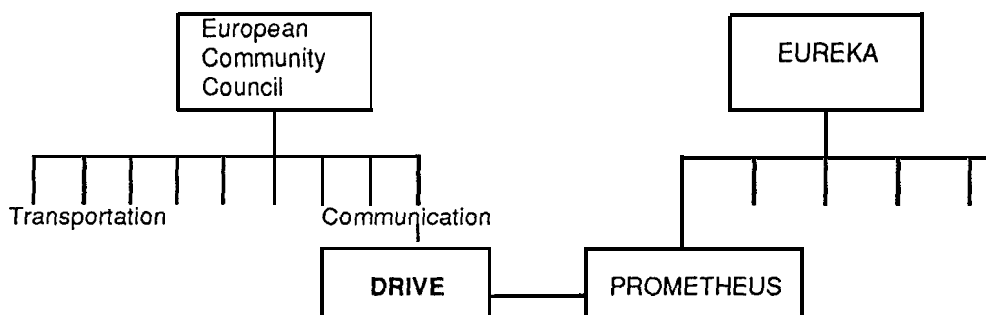 European
Community
Council
EUREKA
Transportation
Communication
DRIVE
PROMETHEUS